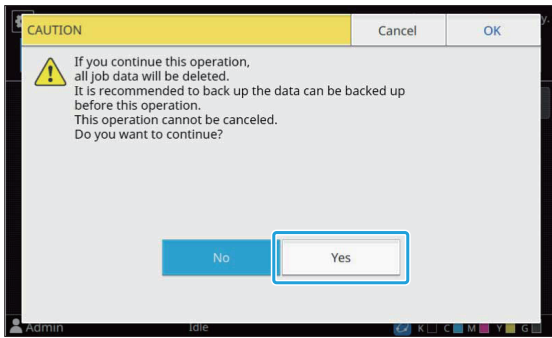 CAUTION
Cancel
OK
If you continue this operation,
all job data will be deleted.
It is recommended to back up the data can be backed up
before this operation.
This operation cannot be canceled.
Do you want to continue?
No
Yes
Admin
Idle
K C M Y G